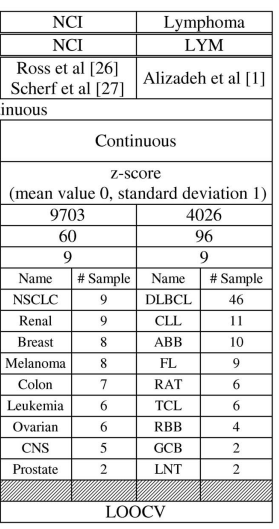 NCI Lymphoma
NCI LYM
Ross et al [26]
Scherf et al [27] Alizadeh et al [1]
inuous
Continuous
z-score
(mean value 0, standard deviation 1)
9703 4026
60 96
9 9
Name # Sample Name # Sample
NSCLC 9 DLBCL 46
Renal 9 CLL 11
Breast 8 ABB 10
Melanoma 8 FL 9
Colon 7 RAT 6
Leukemia 6 TCL 6
Ovarian 6 RBB 4
CNS 5 GCB 2
Prostate 2 LNT 2
LOOCV